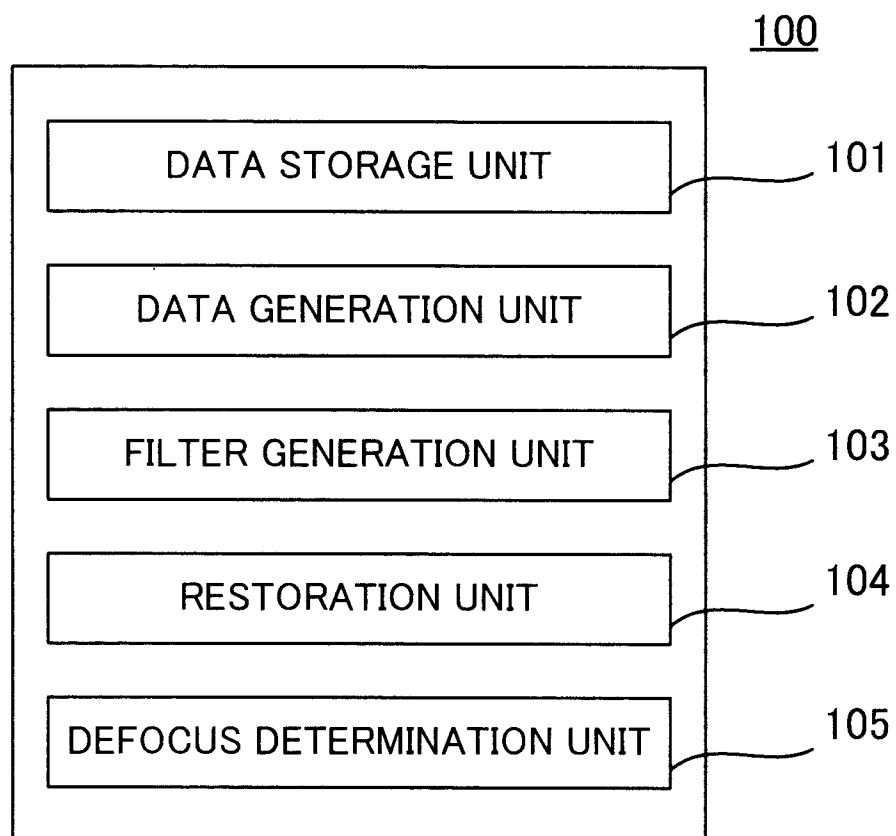 100
DATA STORAGE UNIT 101
DATA GENERATION UNIT 102
FILTER GENERATION UNIT 103
RESTORATION UNIT 104
DEFOCUS DETERMINATION UNIT 105